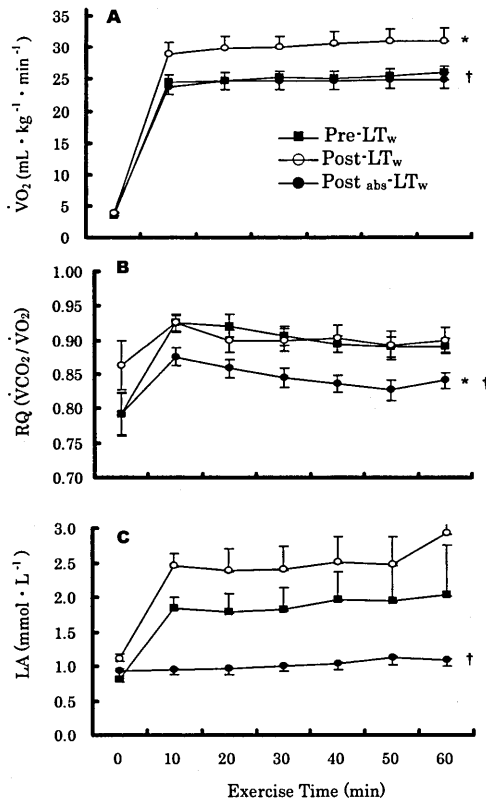 A
35
30
25
20
15
10
5
0
V̇O₂ (mL · kg⁻¹ · min⁻¹)
*
†
Pre-LTw
Post-LTw
Post abs-LTw
B
1.00
0.95
0.90
0.85
0.80
0.75
0.70
RQ (V̇CO₂/V̇O₂)
* †
C
3.0
2.5
2.0
1.5
1.0
0.5
0.0
LA (mmol · L⁻¹)
†
0 10 20 30 40 50 60
Exercise Time (min)